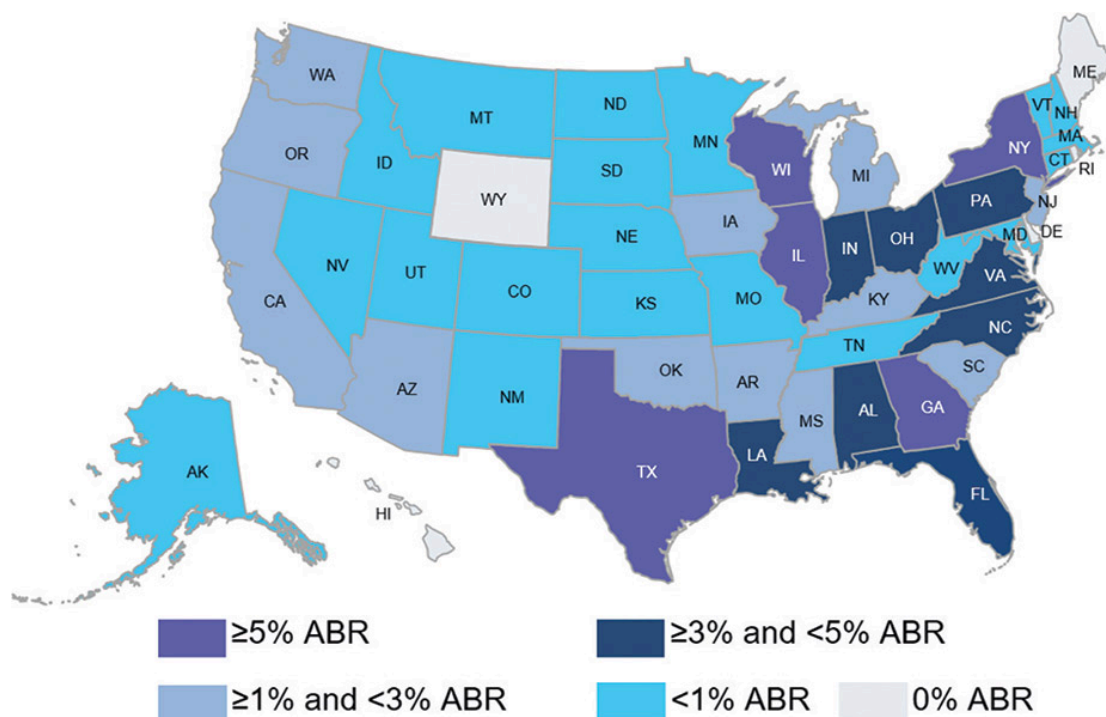 ME
WA
VT
NH
MT
ND
MN
MA
NY
OR
ID
SD
WI
MI
CT
RI
WY
PA
IA
NJ
NE
OH
DE
IN
MD
NV
IL
UT
WV
CO
VA
CA
KS
MO
KY
NC
TN
OK
SC
AZ
NM
AR
GA
MS
AL
LA
TX
AK
FL
HI
≥5% ABR
≥3% and <5% ABR
≥1% and <3% ABR
<1% ABR
0% ABR